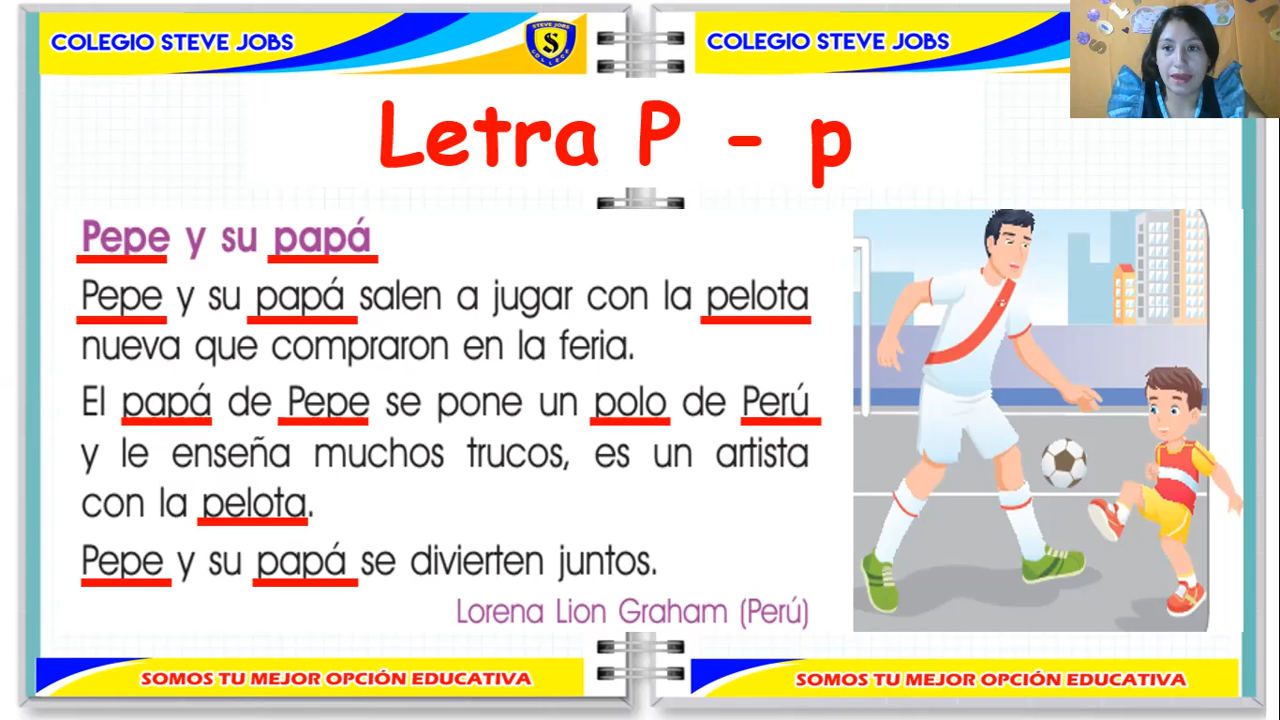 COLEGIO STEVE JOBS
STEVE JOBS
S
COLLEGE
COLEGIO STEVE JOBS
Letra P - p
Pepe y su papá
Pepe y su papá salen a jugar con la pelota
nueva que compraron en la feria.
El papá de Pepe se pone un polo de Perú
y le enseña muchos trucos, es un artista
con la pelota.
Pepe y su papá se divierten juntos.
Lorena Lion Graham (Perú)
SOMOS TU MEJOR OPCIÓN EDUCATIVA
SOMOS TU MEJOR OPCIÓN EDUCATIVA